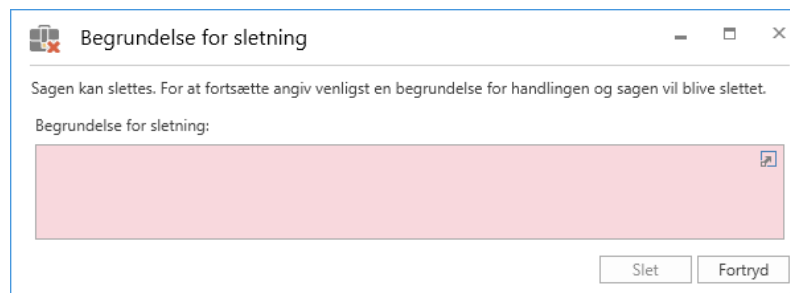 Begrundelse for sletning
Sagen kan slettes. For at fortsætte angiv venligst en begrundelse for handlingen og sagen vil blive slettet.
Begrundelse for sletning:
Slet Fortryd